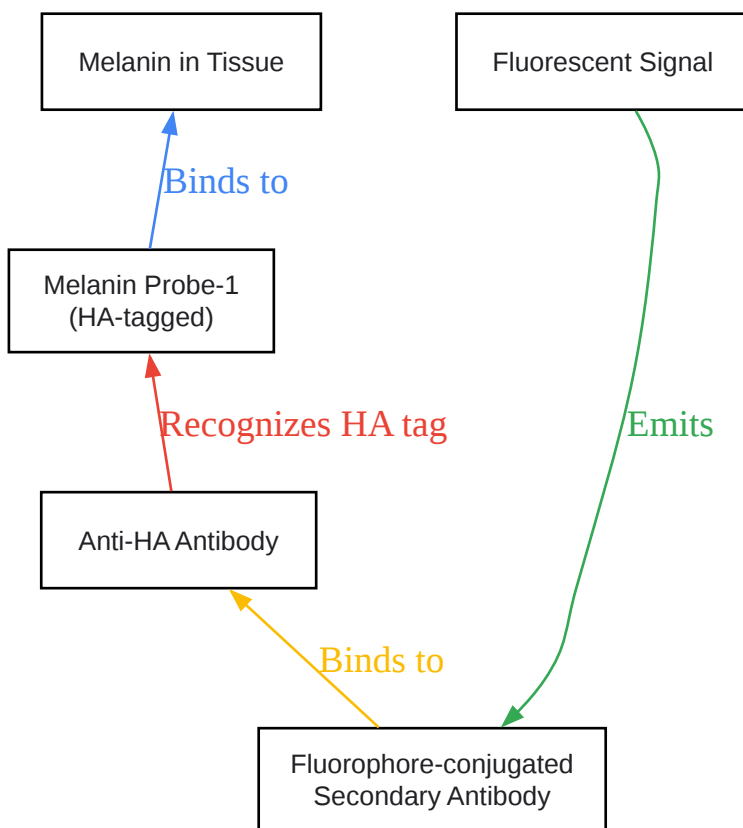 Melanin in Tissue
Fluorescent Signal
Binds to
Melanin Probe-1
(HA-tagged)
Recognizes HA tag
Emits
Anti-HA Antibody
Binds to
Fluorophore-conjugated
Secondary Antibody